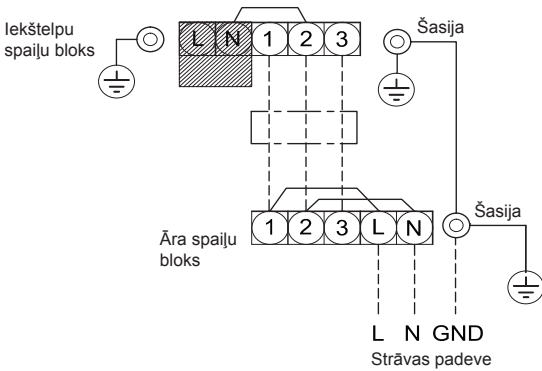 Iekštelpu
spaiļu bloks
L N 1 2 3
Šasija
Āra spaiļu
bloks
1 2 3 L N
Šasija
L N GND
Strāvas padeve